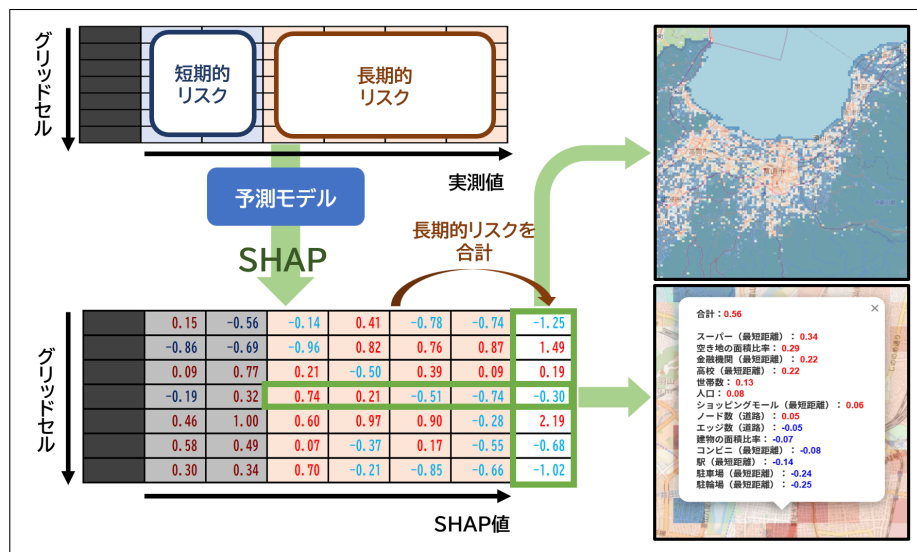 グリッドセル
短期的
リスク
長期的
リスク
実測値
予測モデル
SHAP
長期的リスクを
合計
グリッドセル
0.15 -0.56 -0.14 0.41 -0.78 -0.74 -1.25
-0.86 -0.69 -0.96 0.82 0.76 0.87 1.49
0.09 0.77 0.21 -0.50 0.39 0.09 0.19
-0.19 0.32 0.74 0.21 -0.51 -0.74 -0.30
0.46 1.00 0.60 0.97 0.90 -0.28 2.19
0.58 0.49 0.07 -0.37 0.17 -0.55 -0.68
0.30 0.34 0.70 -0.21 -0.85 -0.66 -1.02
SHAP値
×
合計：0.56
スーパー（最短距離）： 0.34
空き地の面積比率： 0.29
金融機関（最短距離）： 0.22
高校（最短距離）： 0.22
世帯数： 0.13
人口： 0.08
ショッピングモール（最短距離）： 0.06
ノード数（道路）： 0.05
エッジ数（道路）： -0.05
建物の面積比率： -0.07
コンビニ（最短距離）： -0.08
駅（最短距離）： -0.14
駐車場（最短距離）： -0.24
駐輪場（最短距離）： -0.25